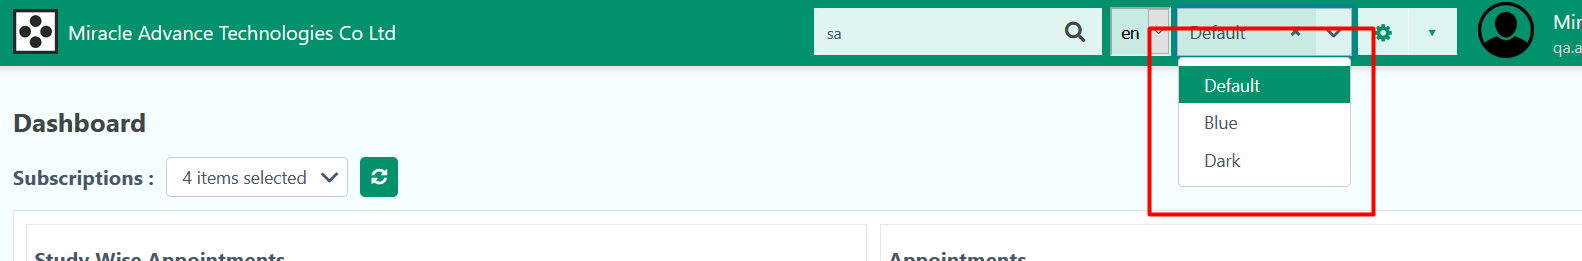 Miracle Advance Technologies Co Ltd
sa
en
Default
Default
Blue
Dark
Dashboard
Subscriptions :
4 items selected
Study Wise Appointments
Appointments